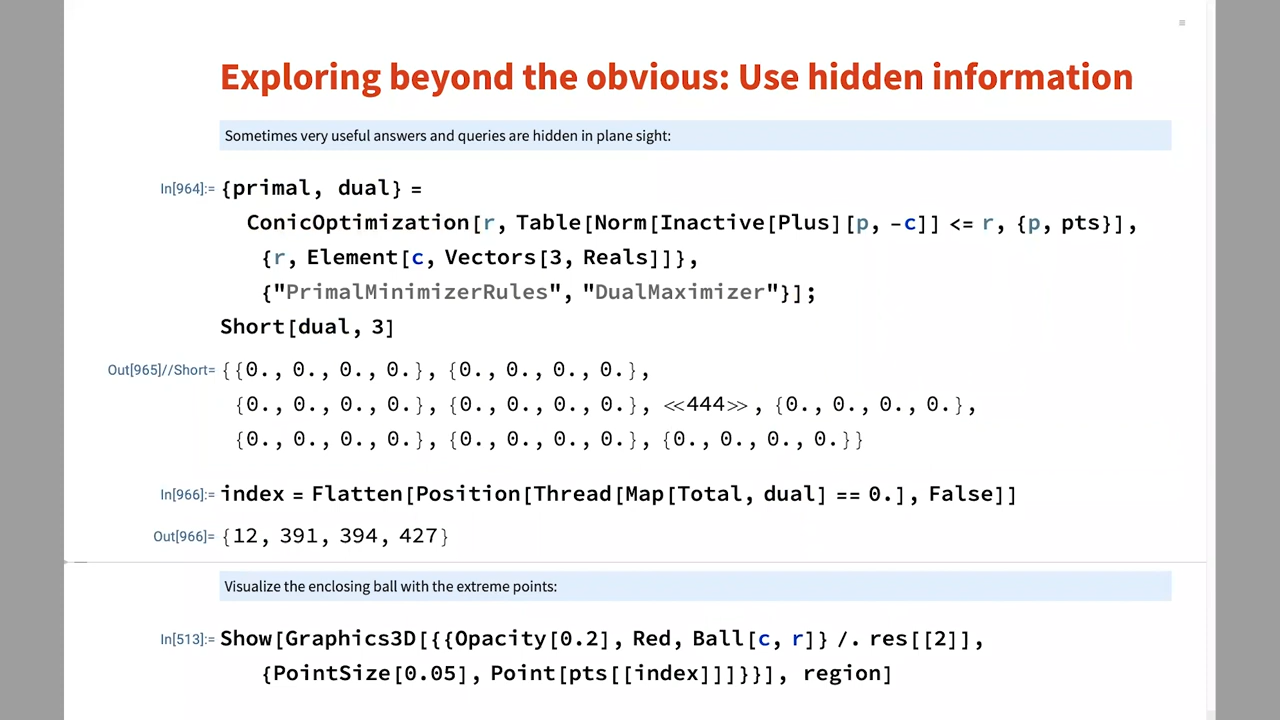 Exploring beyond the obvious: Use hidden information
Sometimes very useful answers and queries are hidden in plane sight:
In[964]:= {primal, dual} =
ConicOptimization[r, Table[Norm[Inactive[Plus][p, -c]] <= r, {p, pts}],
{r, Element[c, Vectors[3, Reals]]},
{"PrimalMinimizerRules", "DualMaximizer"}];
Short[dual, 3]
Out[965]//Short= {{0., 0., 0., 0.}, {0., 0., 0., 0.},
{0., 0., 0., 0.}, {0., 0., 0., 0.}, <<444>>, {0., 0., 0., 0.},
{0., 0., 0., 0.}, {0., 0., 0., 0.}, {0., 0., 0., 0.}}
In[966]:= index = Flatten[Position[Thread[Map[Total, dual] == 0.], False]]
Out[966]= {12, 391, 394, 427}
Visualize the enclosing ball with the extreme points:
In[513]:= Show[Graphics3D[{{Opacity[0.2], Red, Ball[c, r]} /. res[[2]],
{PointSize[0.05], Point[pts[[index]]]}}], region]